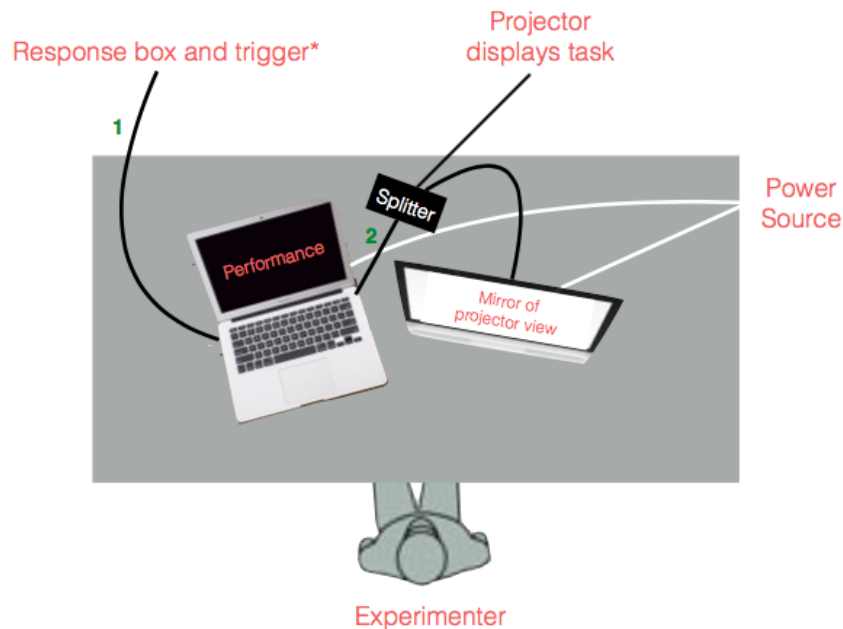 Projector
displays task
Response box and trigger*
1
Splitter
Power
Source
2
Performance
Mirror of
projector view
Experimenter